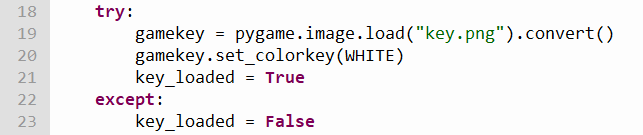 18 try:
19 gamekey = pygame.image.load("key.png").convert()
20 gamekey.set_colorkey(WHITE)
21 key_loaded = True
22 except:
23 key_loaded = False